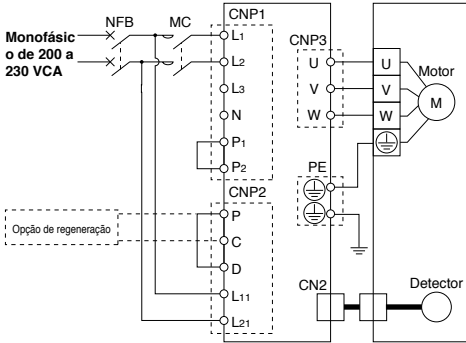 NFB
MC
CNP1
Monofásic
o de 200 a
230 VCA
L1
L2
L3
N
P1
P2
CNP3
U
V
W
U
V
W
Motor
M
PE
CNP2
Opção de regeneração
P
C
D
L11
L21
CN2
Detector